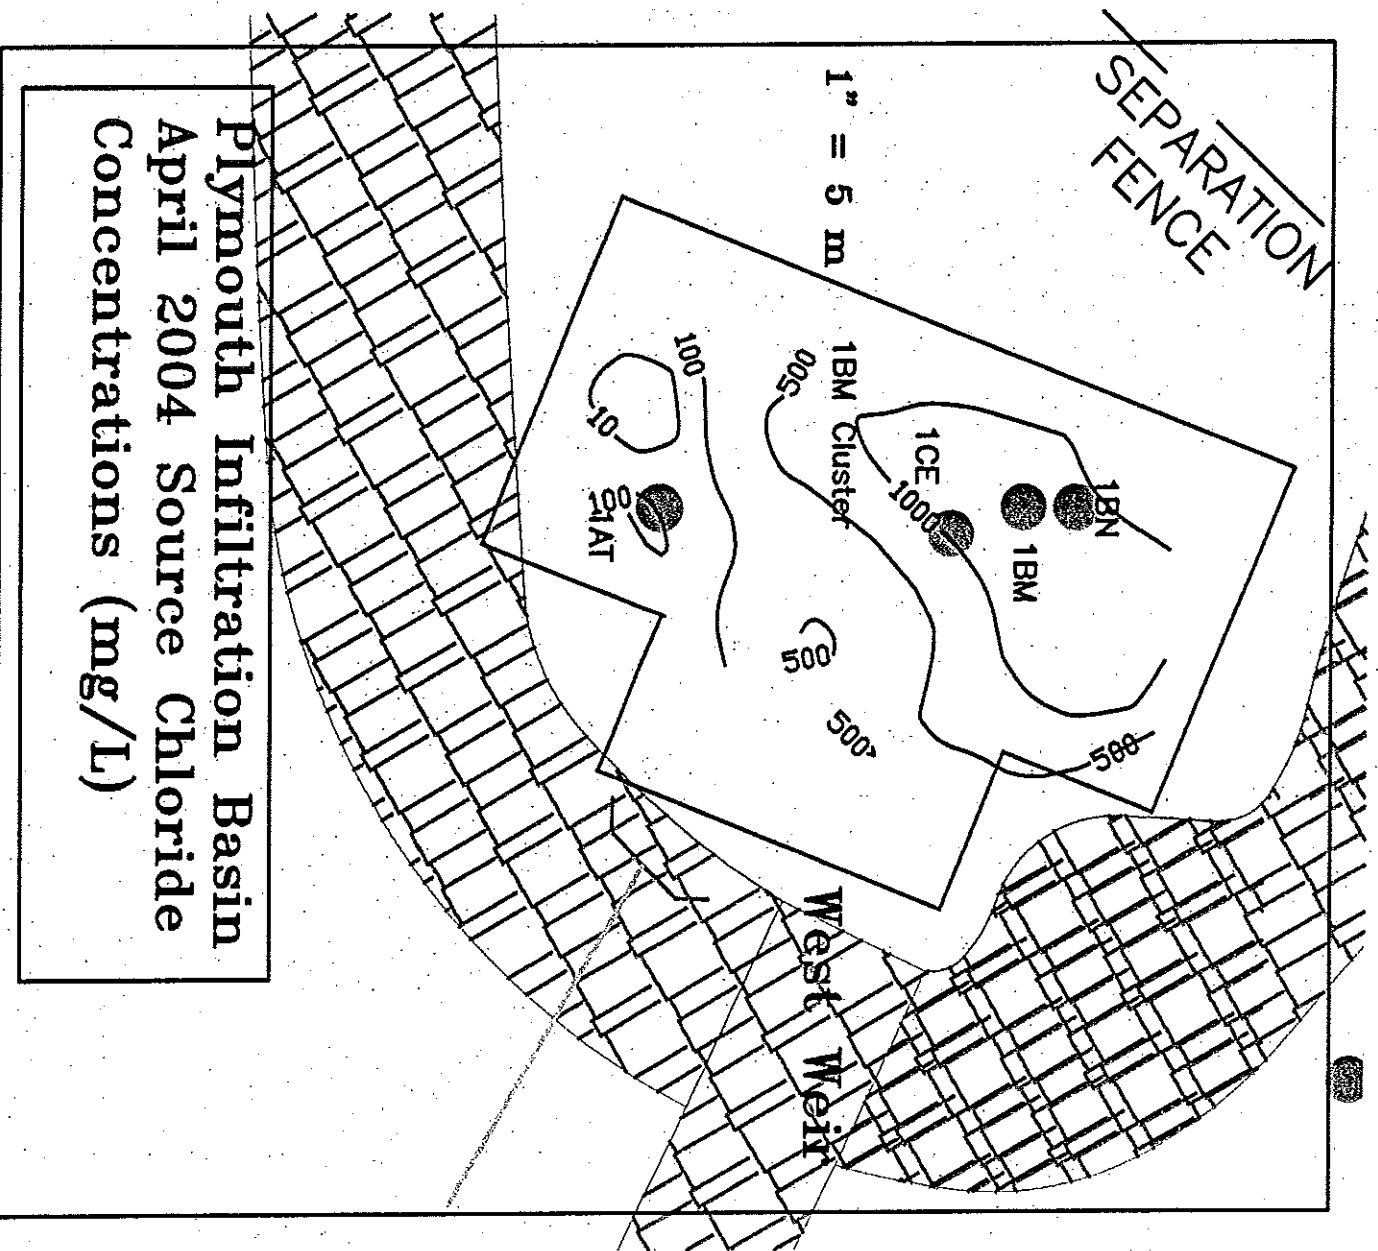 SEPARATION
FENCE
1" = 5 m
1BN
1BM
1CE
1000
1BM Cluster
500
500
500
500
100
10
100
1AT
West Weir
Plymouth Infiltration Basin
April 2004 Source Chloride
Concentrations (mg/L)